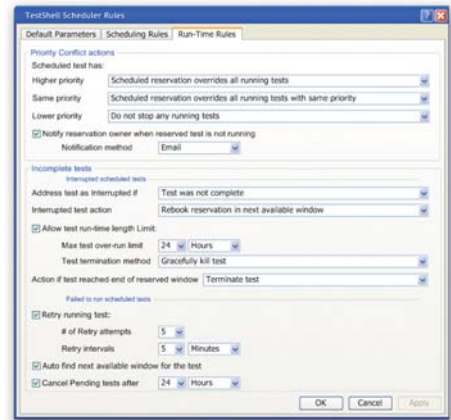 TestShell Scheduler Rules
Default Parameters Scheduling Rules Run-Time Rules
Priority Conflict actions
Scheduled test has:
Higher priority Scheduled reservation overrides all running tests
Same priority Scheduled reservation overrides all running tests with same priority
Lower priority Do not stop any running tests
Notify reservation owner when reserved test is not running
Notification method Email
Incomplete tests
Interrupted scheduled tests
Address test as Interrupted if Test was not complete
Interrupted test action Rebook reservation in next available window
Allow test run-time length Limit:
Max test over-run limit 24 Hours
Test termination method Gracefully kill test
Action if test reached end of reserved window Terminate test
Failed to run scheduled tests
Retry running test:
# of Retry attempts 5
Retry intervals 5 Minutes
Auto find next available window for the test
Cancel Pending tests after 24 Hours
OK Cancel Apply